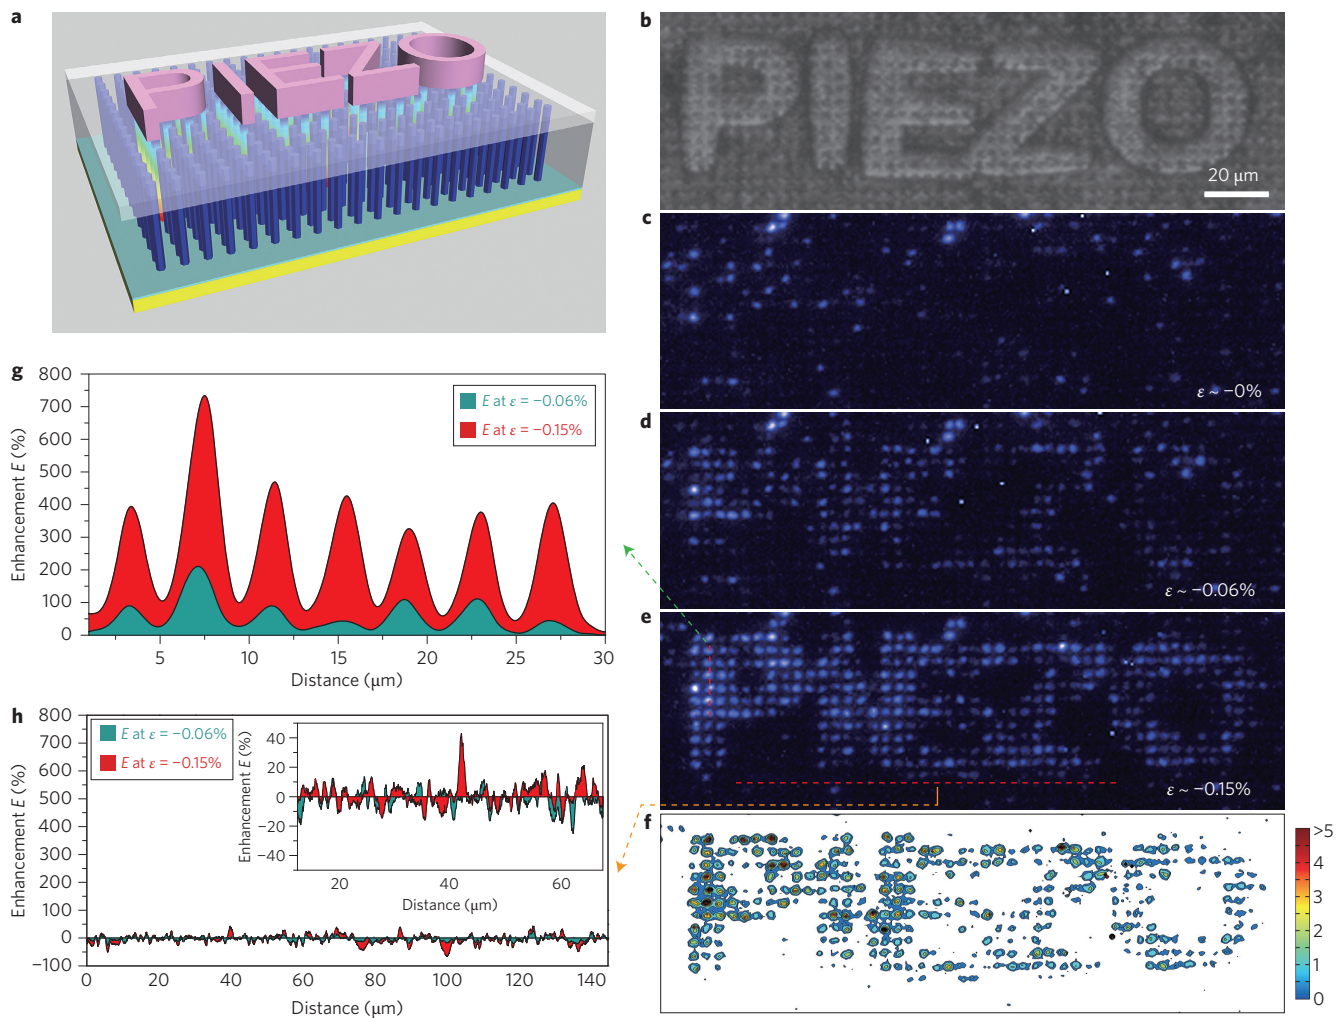 a
PIEZO
b
PIEZO
20 µm
c
ε ~ −0%
d
ε ~ −0.06%
e
ε ~ −0.15%
f
>5
4
3
2
1
0
g
800
700
600
500
400
300
200
100
0
Enhancement E (%)
E at ε = −0.06%
E at ε = −0.15%
5 10 15 20 25 30
Distance (µm)
h
800
700
600
500
400
300
200
100
0
−100
Enhancement E (%)
E at ε = −0.06%
E at ε = −0.15%
40
20
0
−20
−40
Enhancement E (%)
20 40 60
Distance (µm)
0 20 40 60 80 100 120 140
Distance (µm)